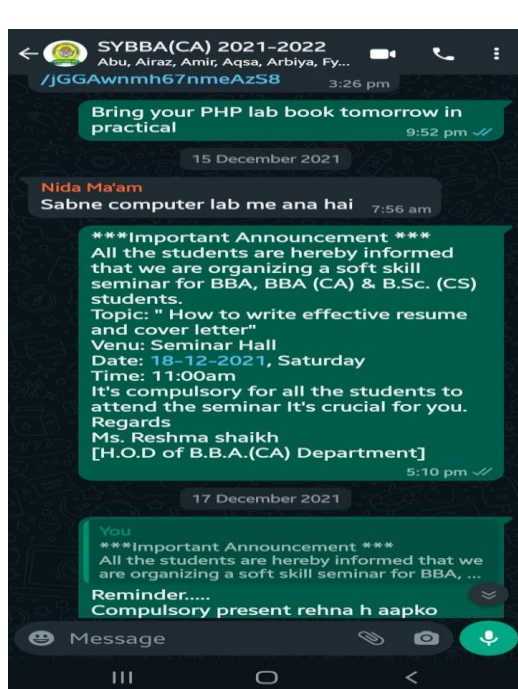 SYBBA(CA) 2021-2022
Abu, Airaz, Amir, Aqsa, Arbiya, Fy...
/jGGAwnmh67nmeAzS8
3:26 pm
Bring your PHP lab book tomorrow in
practical
9:52 pm
15 December 2021
Nida Ma'am
Sabne computer lab me ana hai 7:56 am
***Important Announcement ***
All the students are hereby informed
that we are organizing a soft skill
seminar for BBA, BBA (CA) & B.Sc. (CS)
students.
Topic: " How to write effective resume
and cover letter"
Venu: Seminar Hall
Date: 18-12-2021, Saturday
Time: 11:00am
It's compulsory for all the students to
attend the seminar It's crucial for you.
Regards
Ms. Reshma shaikh
[H.O.D of B.B.A.(CA) Department]
5:10 pm
17 December 2021
You
***Important Announcement ***
All the students are hereby informed that we
are organizing a soft skill seminar for BBA, ...
Reminder.....
Compulsory present rehna h aapko
Message